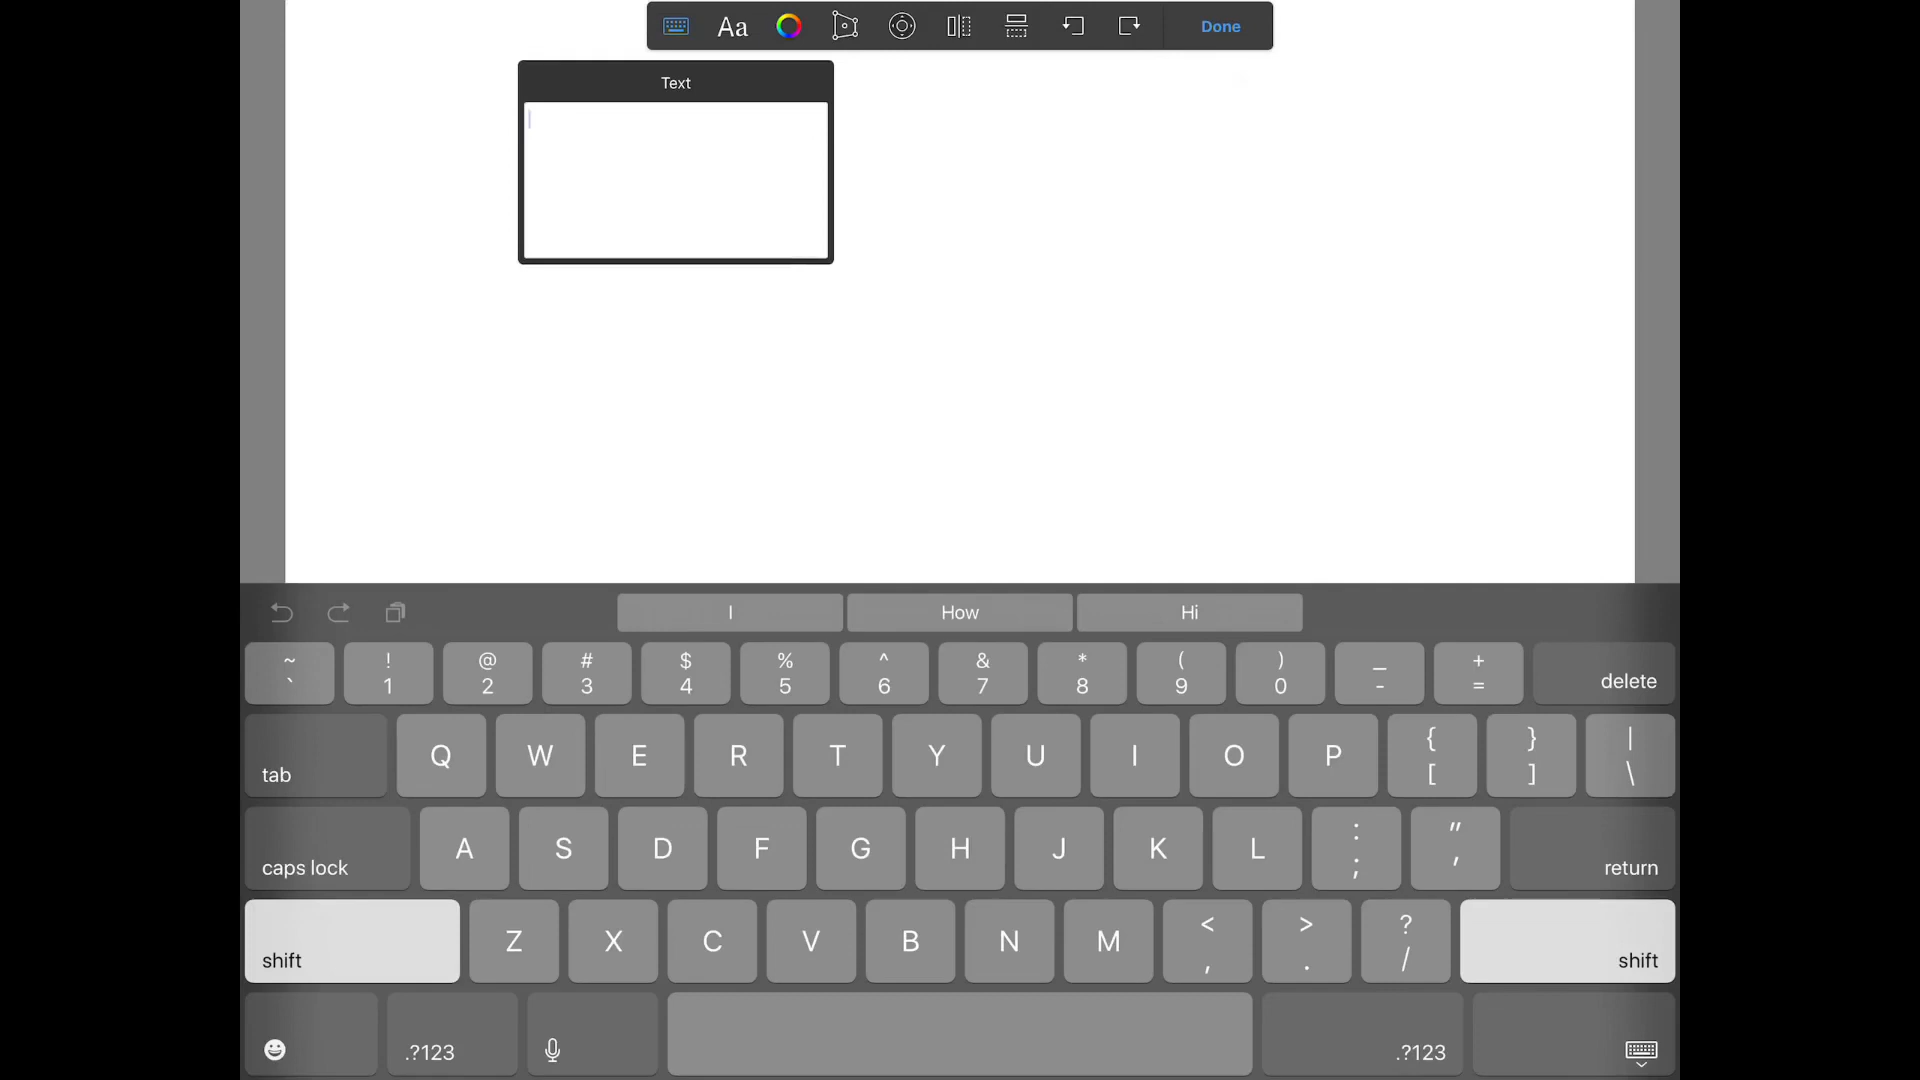 Aa Done
Text
I How Hi
~ ! @ # $ % ^ & * ( ) _ +
` 1 2 3 4 5 6 7 8 9 0 - = delete
tab Q W E R T Y U I O P { [ } ] | \
caps lock A S D F G H J K L : ; " ' return
shift Z X C V B N M < , > . ? / shift
.?123 .?123